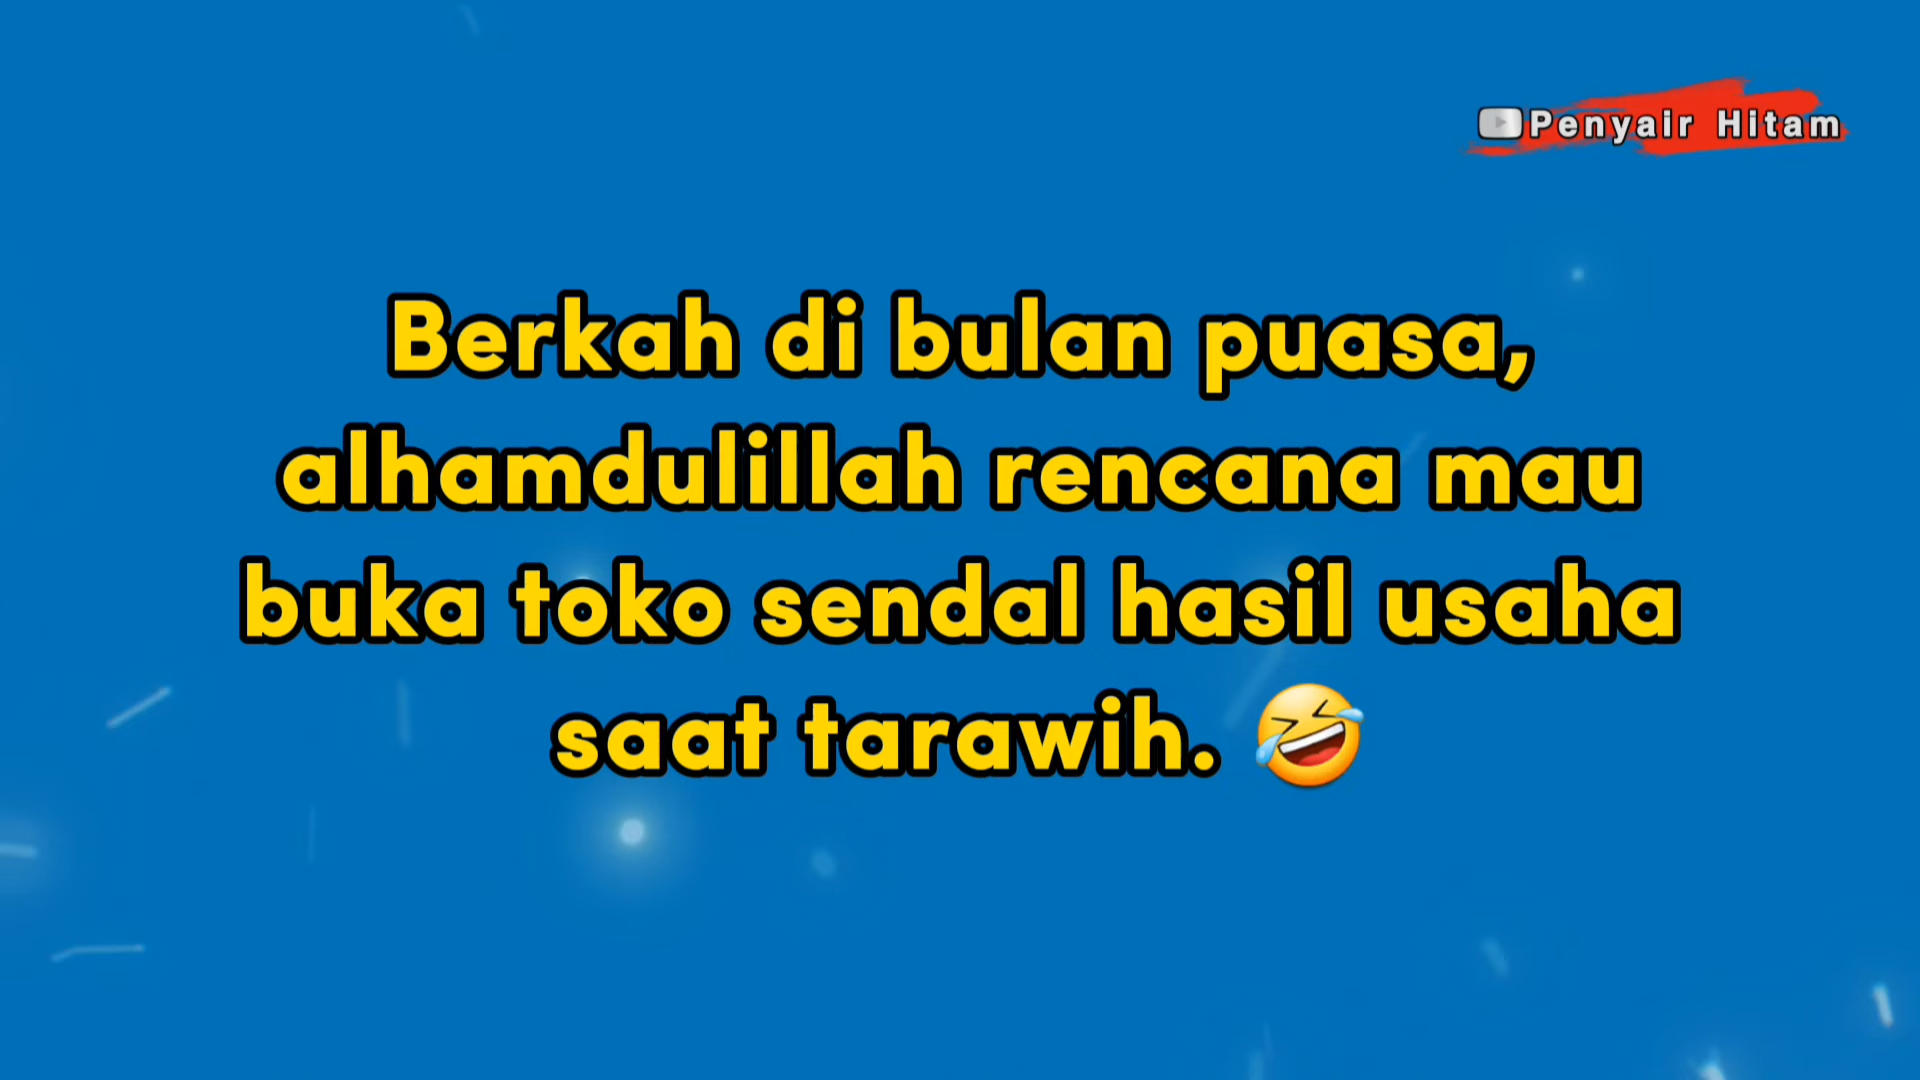 Penyair Hitam
Berkah di bulan puasa,
alhamdulillah rencana mau
buka toko sendal hasil usaha
saat tarawih. 🤣